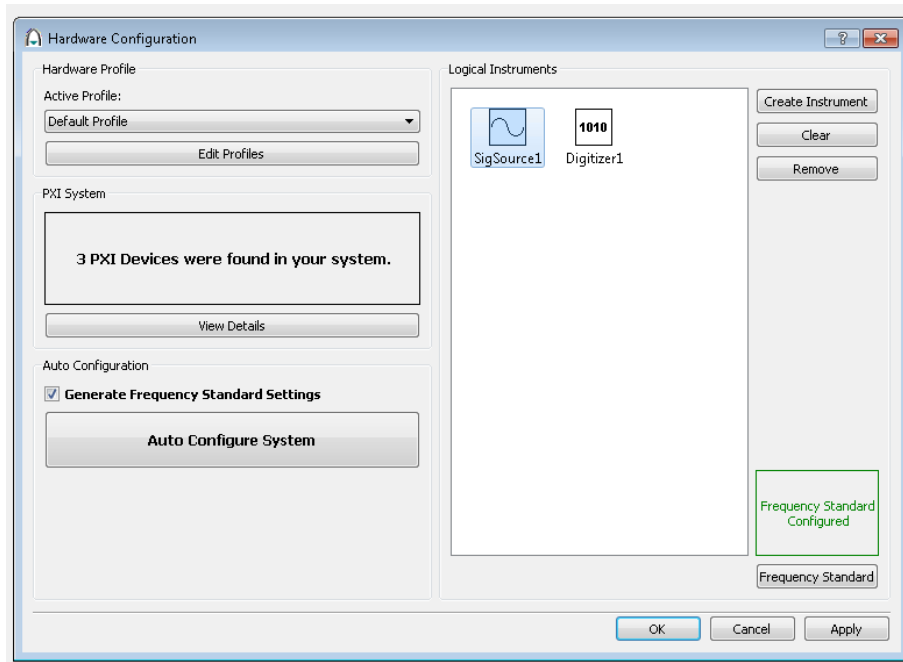 Hardware Configuration
?
Hardware Profile
Active Profile:
Default Profile
Edit Profiles
PXI System
3 PXI Devices were found in your system.
View Details
Auto Configuration
Generate Frequency Standard Settings
Auto Configure System
Logical Instruments
SigSource1
1010
Digitizer1
Create Instrument
Clear
Remove
Frequency Standard
Configured
Frequency Standard
OK
Cancel
Apply